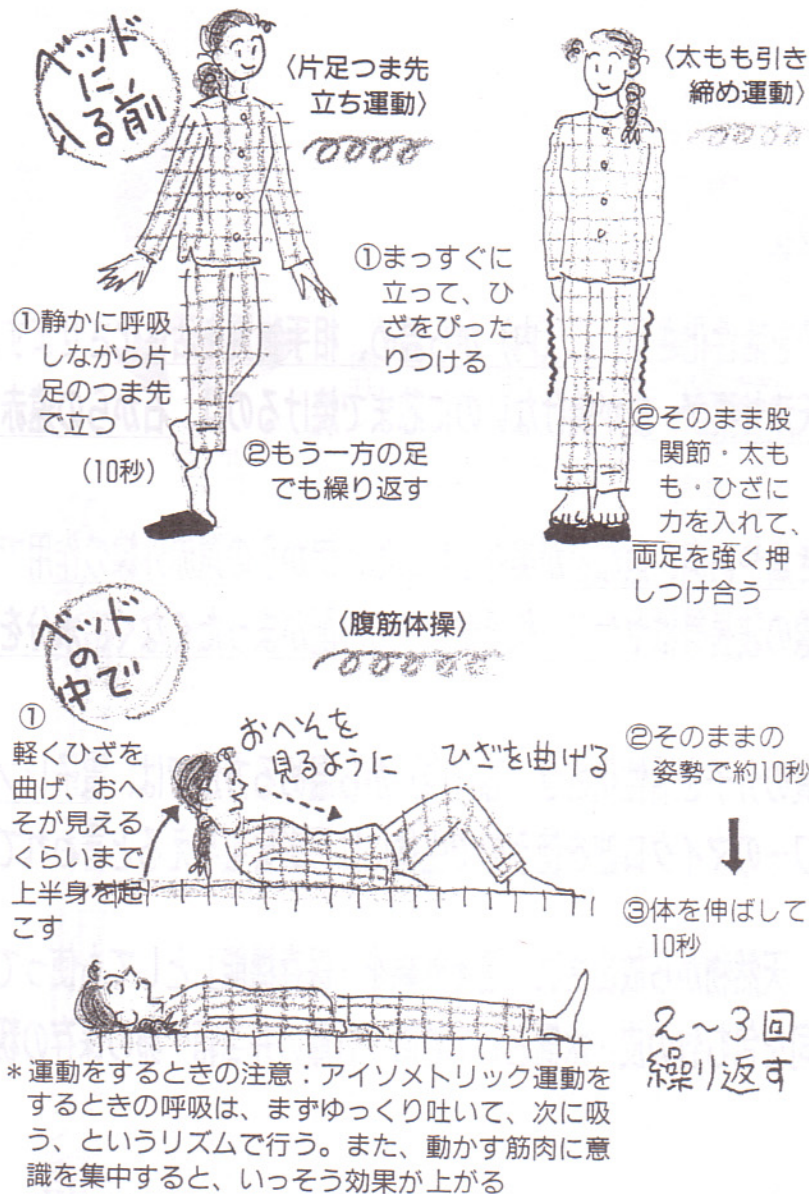 ベッド
に
入る前
〈片足つま先
立ち運動〉
①静かに呼吸
しながら片
足のつま先
で立つ
(10秒)
②もう一方の足
でも繰り返す
〈太もも引き
締め運動〉
①まっすぐに
立って、ひ
ざをぴった
りつける
②そのまま股
関節・太も
も・ひざに
力を入れて、
両足を強く押
しつけ合う
ベッド
の
中で
〈腹筋体操〉
①
軽くひざを
曲げ、おへ
そが見える
くらいまで
上半身を起
こす
おへそを
見るように
ひざを曲げる
②そのままの
姿勢で約10秒
③体を伸ばして
10秒
2～3回
繰り返す
*運動をするときの注意：アイソメトリック運動を
するときの呼吸は、まずゆっくり吐いて、次に吸
う、というリズムで行う。また、動かす筋肉に意
識を集中すると、いっそう効果が上がる